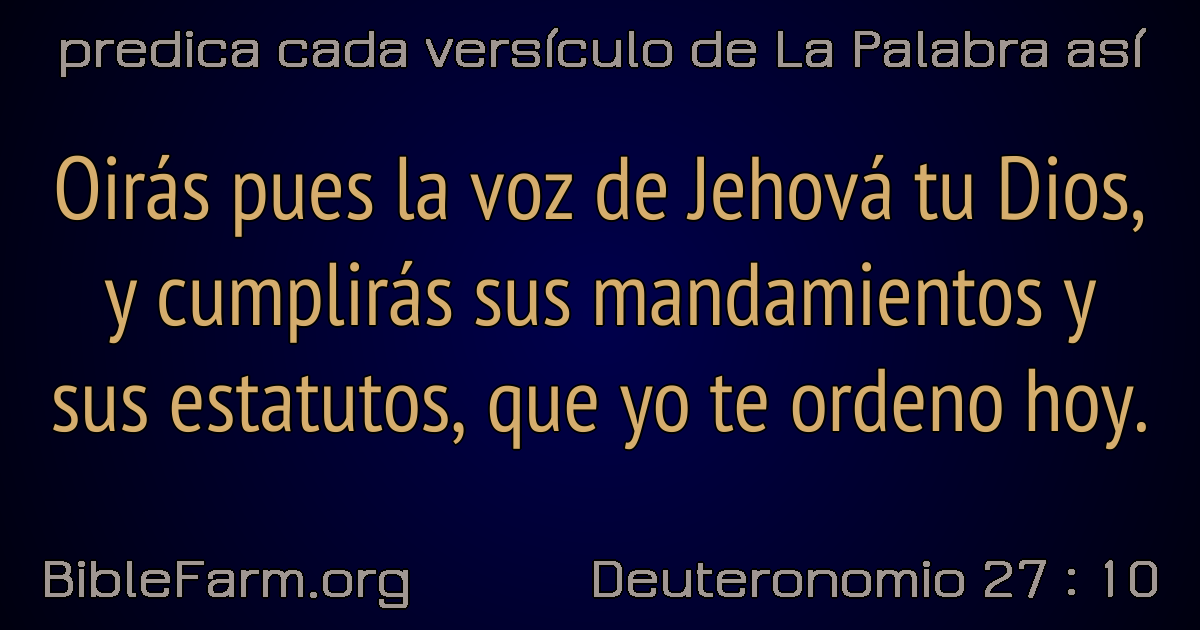 predica cada versículo de La Palabra así
Oirás pues la voz de Jehová tu Dios,
y cumplirás sus mandamientos y
sus estatutos, que yo te ordeno hoy.
BibleFarm.org
Deuteronomio 27 : 10